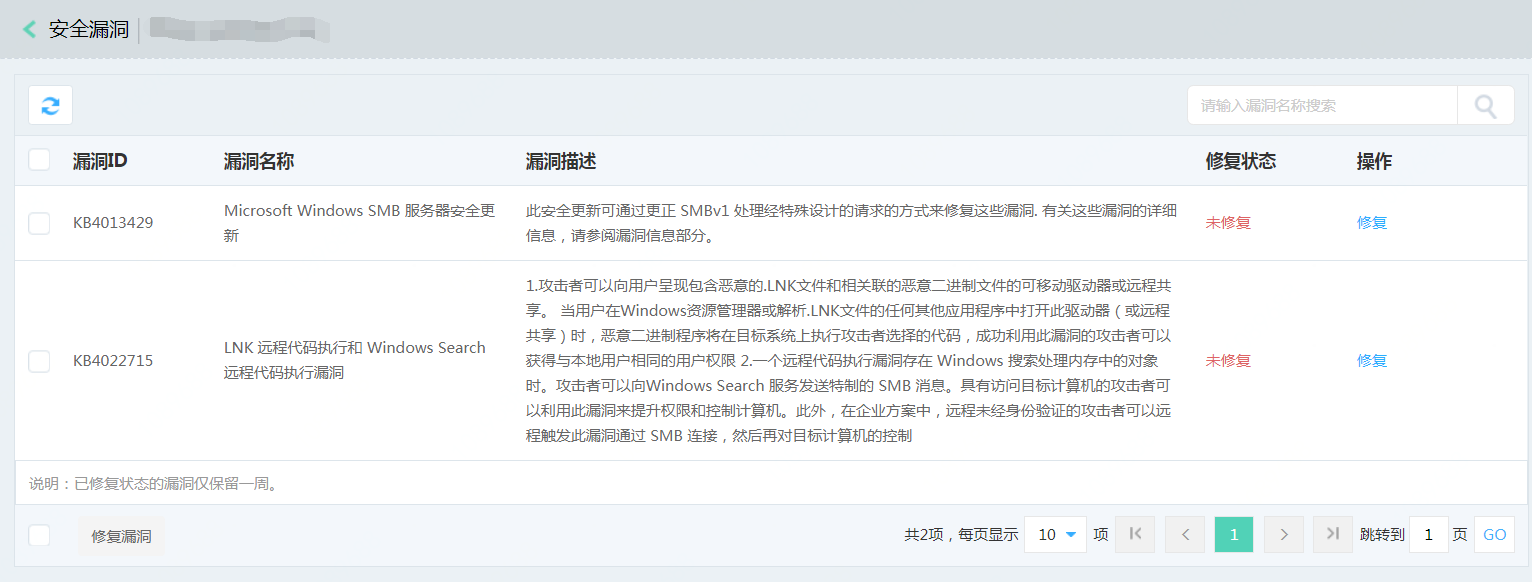 安全漏洞
请输入漏洞名称搜索
漏洞ID 漏洞名称 漏洞描述 修复状态 操作
KB4013429
Microsoft Windows SMB 服务器安全更
新
此安全更新可通过更正 SMBv1 处理经特殊设计的请求的方式来修复这些漏洞. 有关这些漏洞的详细
信息，请参阅漏洞信息部分。
未修复
修复
KB4022715
LNK 远程代码执行和 Windows Search
远程代码执行漏洞
1.攻击者可以向用户呈现包含恶意的.LNK文件和相关联的恶意二进制文件的可移动驱动器或远程共
享。 当用户在Windows资源管理器或解析.LNK文件的任何其他应用程序中打开此驱动器（或远程
共享）时，恶意二进制程序将在目标系统上执行攻击者选择的代码，成功利用此漏洞的攻击者可以
获得与本地用户相同的用户权限 2.一个远程代码执行漏洞存在 Windows 搜索处理内存中的对象
时。攻击者可以向Windows Search 服务发送特制的 SMB 消息。具有访问目标计算机的攻击者可
以利用此漏洞来提升权限和控制计算机。此外，在企业方案中，远程未经身份验证的攻击者可以远
程触发此漏洞通过 SMB 连接，然后再对目标计算机的控制
未修复
修复
说明：已修复状态的漏洞仅保留一周。
修复漏洞 共2项，每页显示 10 项 1 跳转到 1 页 GO